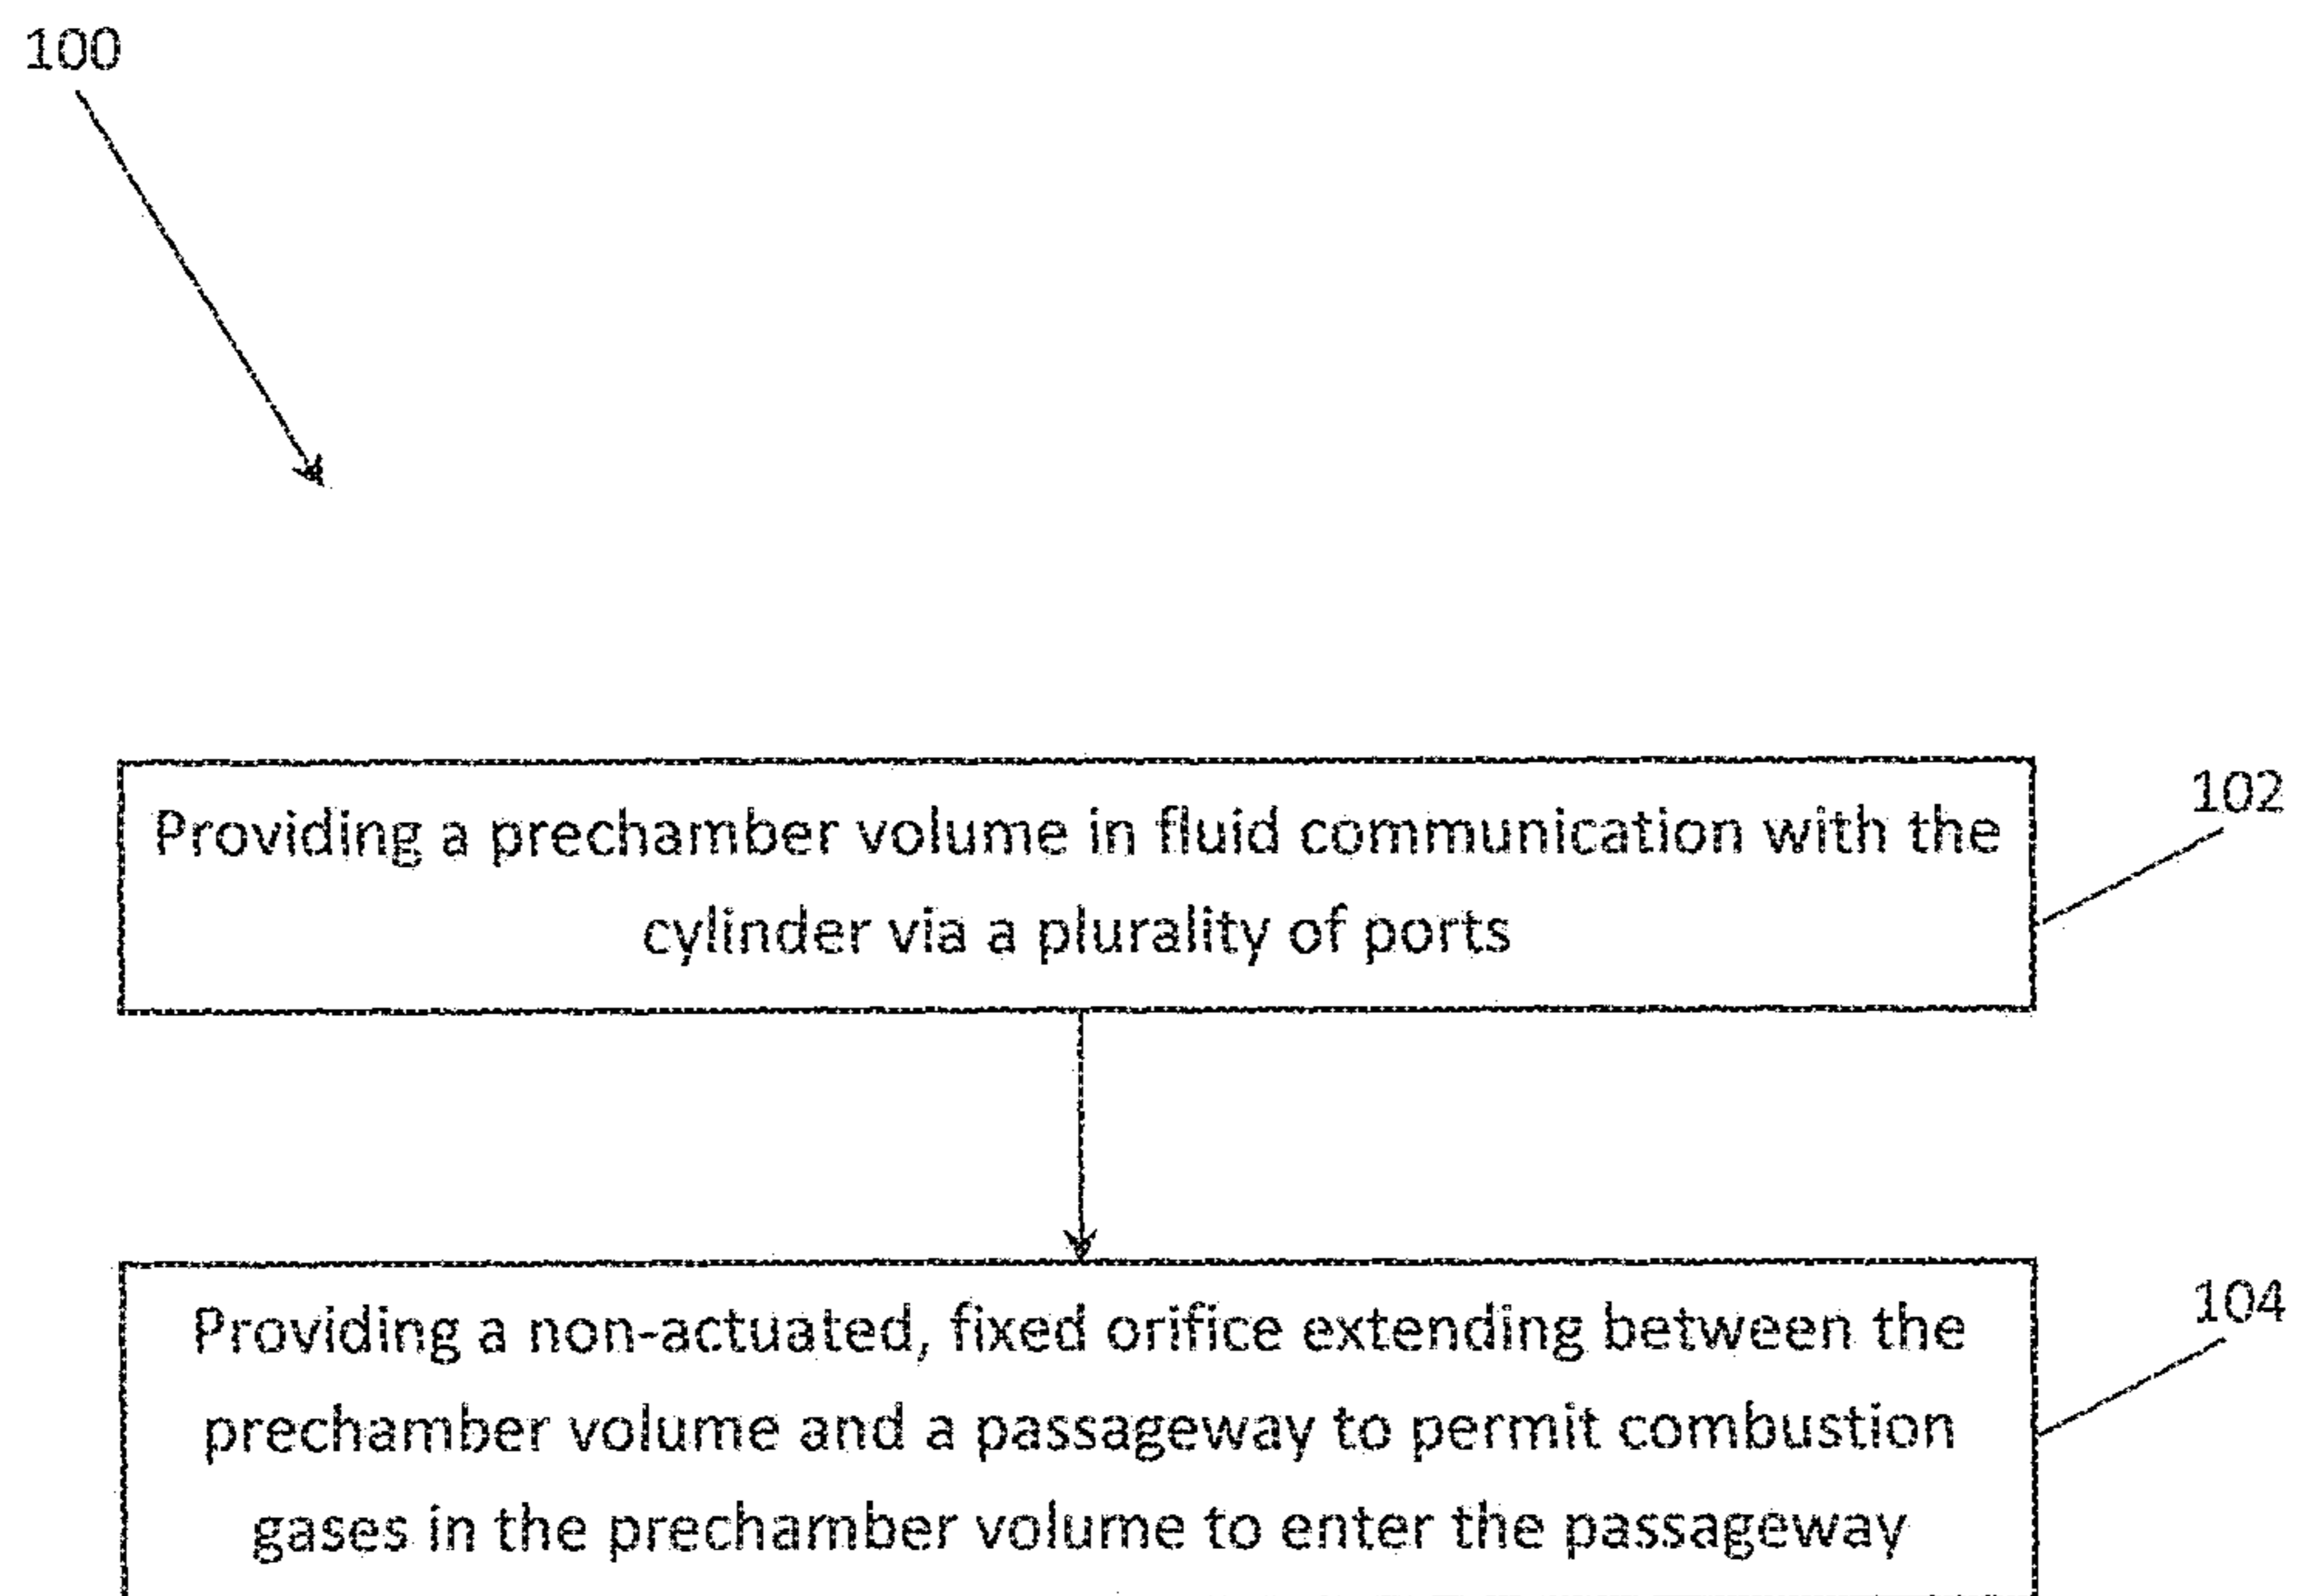 100
Providing a prechamber volume in fluid communication with the
cylinder via a plurality of ports
102
Providing a non-actuated, fixed orifice extending between the
prechamber volume and a passageway to permit combustion
gases in the prechamber volume to enter the passageway
104